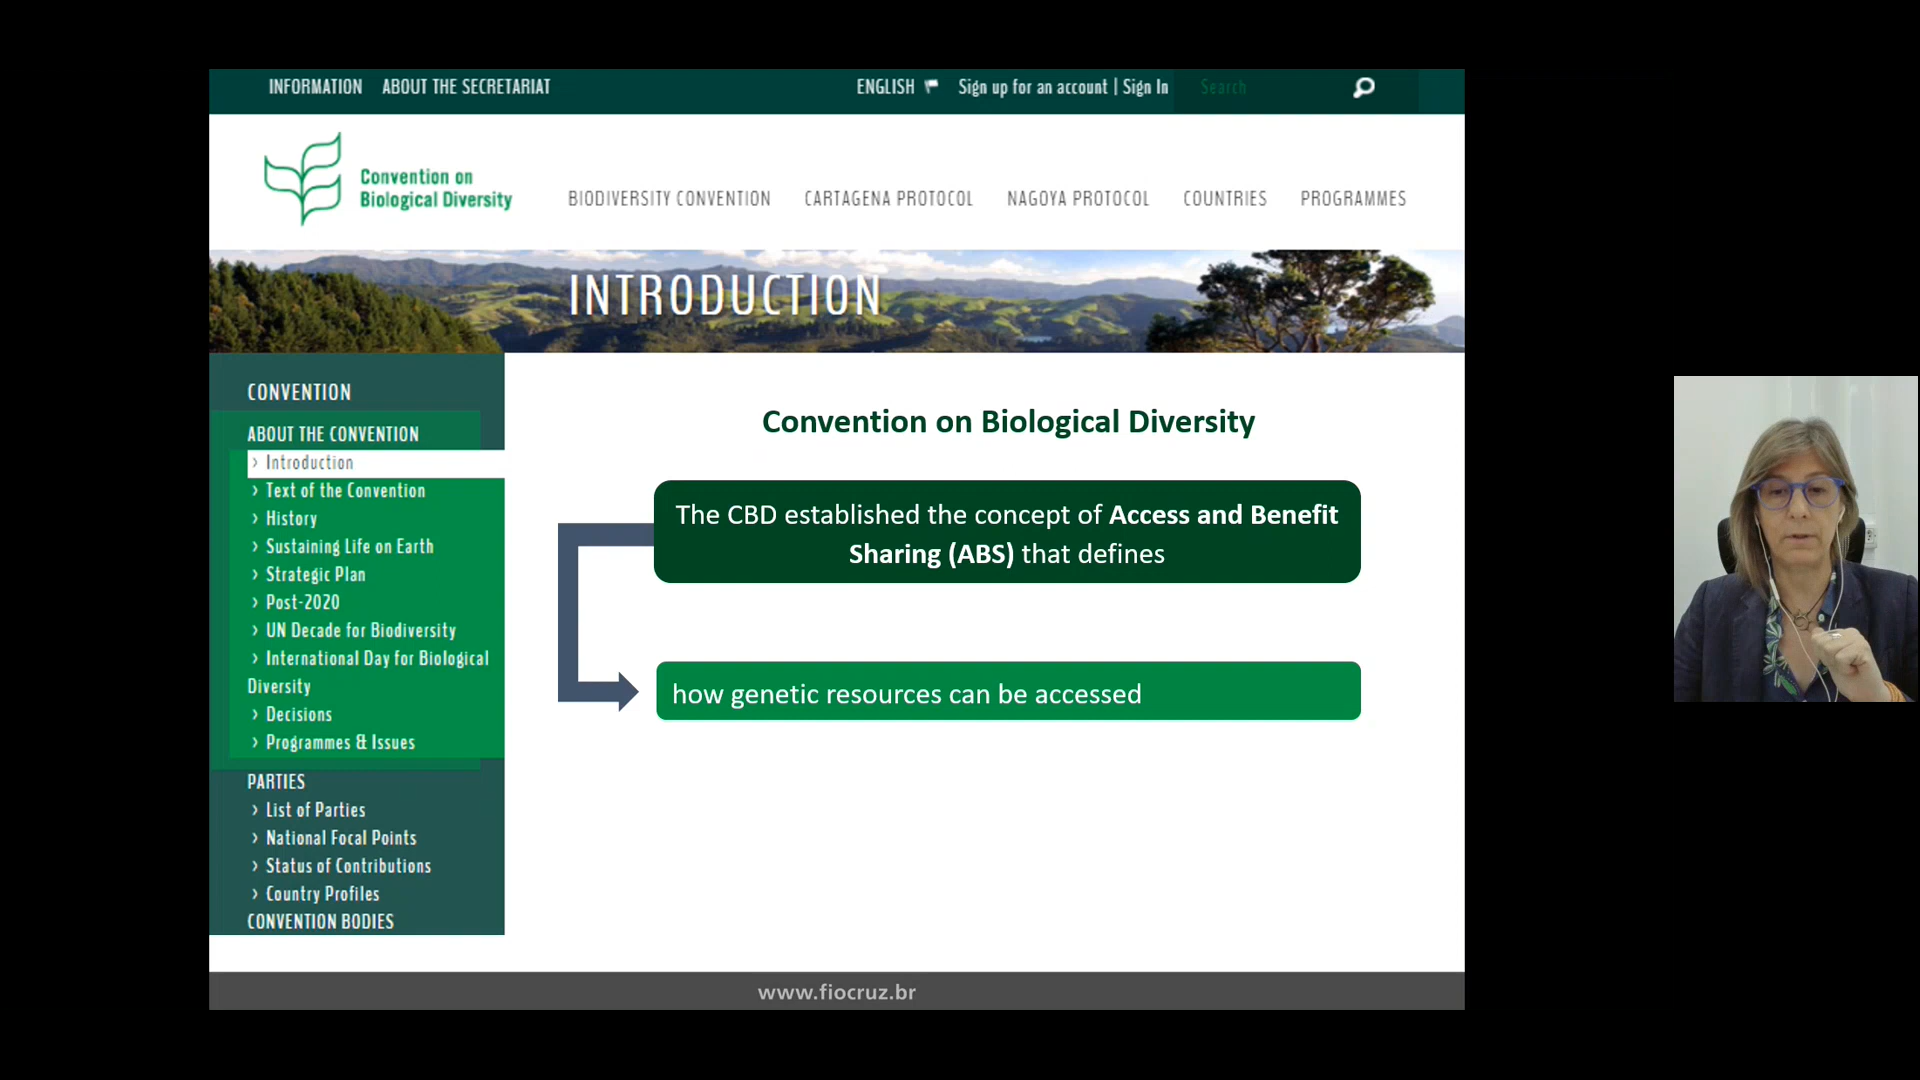 INFORMATION ABOUT THE SECRETARIAT ENGLISH Sign up for an account | Sign In Search
Convention on
Biological Diversity
BIODIVERSITY CONVENTION CARTAGENA PROTOCOL NAGOYA PROTOCOL COUNTRIES PROGRAMMES
INTRODUCTION
CONVENTION
ABOUT THE CONVENTION
› Introduction
› Text of the Convention
› History
› Sustaining Life on Earth
› Strategic Plan
› Post-2020
› UN Decade for Biodiversity
› International Day for Biological
Diversity
› Decisions
› Programmes & Issues
PARTIES
› List of Parties
› National Focal Points
› Status of Contributions
› Country Profiles
CONVENTION BODIES
Convention on Biological Diversity
The CBD established the concept of Access and Benefit
Sharing (ABS) that defines
how genetic resources can be accessed
www.fiocruz.br